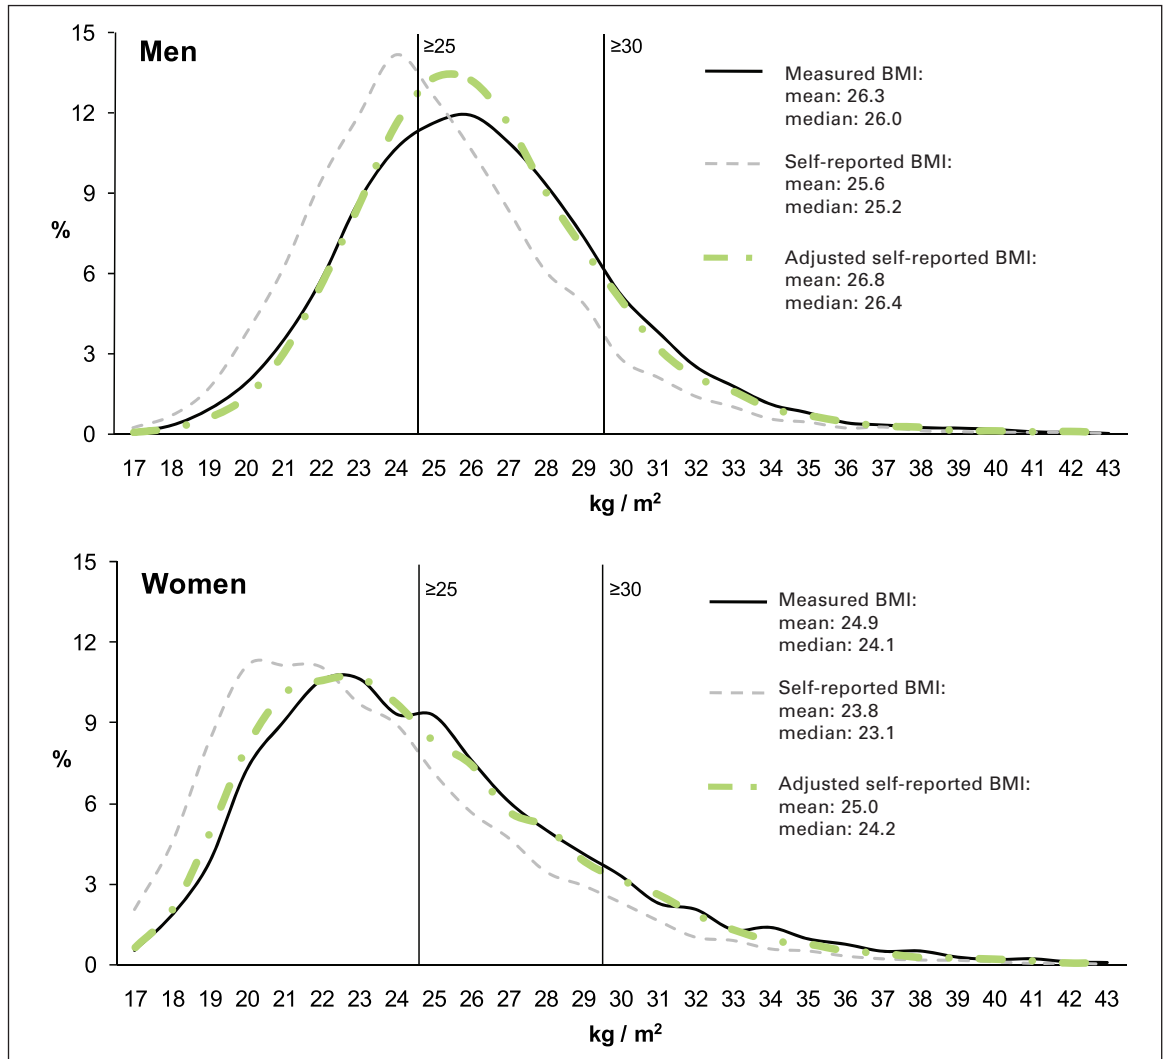 Men
15
12
9
6
3
0
%
≥25
≥30
Measured BMI:
mean: 26.3
median: 26.0
Self-reported BMI:
mean: 25.6
median: 25.2
Adjusted self-reported BMI:
mean: 26.8
median: 26.4
17 18 19 20 21 22 23 24 25 26 27 28 29 30 31 32 33 34 35 36 37 38 39 40 41 42 43
kg / m²
Women
15
12
9
6
3
0
%
≥25
≥30
Measured BMI:
mean: 24.9
median: 24.1
Self-reported BMI:
mean: 23.8
median: 23.1
Adjusted self-reported BMI:
mean: 25.0
median: 24.2
17 18 19 20 21 22 23 24 25 26 27 28 29 30 31 32 33 34 35 36 37 38 39 40 41 42 43
kg / m²